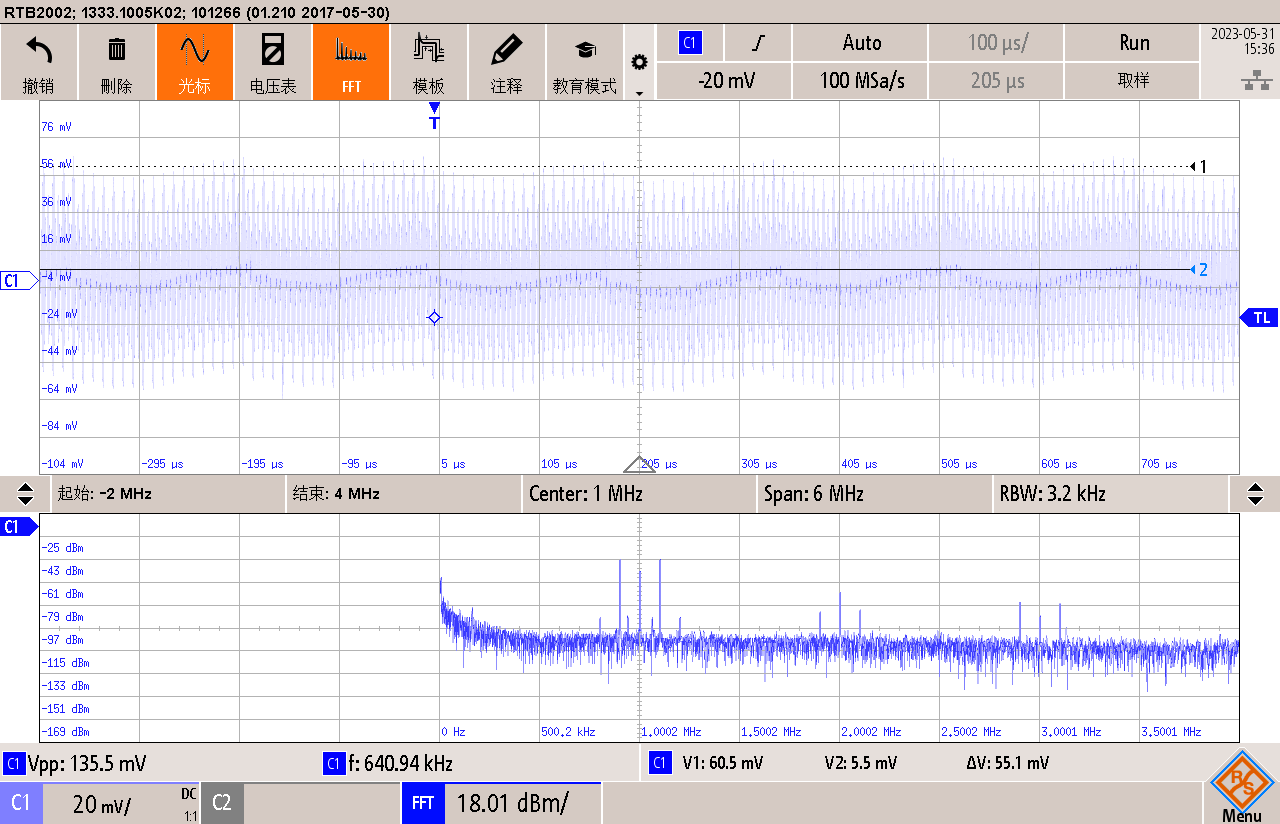 RTB2002; 1333.1005K02; 101266 (01.210 2017-05-30)
撤销
删除
光标
电压表
FFT
模板
注释
教育模式
C1
Auto
100 µs/
Run
-20 mV
100 MSa/s
205 µs
取样
2023-05-31
15:36
T
76 mV
56 mV
1
36 mV
16 mV
C1
-4 mV
2
-24 mV
TL
-44 mV
-64 mV
-84 mV
-104 mV
-295 µs
-195 µs
-95 µs
5 µs
105 µs
205 µs
305 µs
405 µs
505 µs
605 µs
705 µs
起始: -2 MHz
结束: 4 MHz
Center: 1 MHz
Span: 6 MHz
RBW: 3.2 kHz
C1
-25 dBm
-43 dBm
-61 dBm
-79 dBm
-97 dBm
-115 dBm
-133 dBm
-151 dBm
-169 dBm
0 Hz
500.2 kHz
1.0002 MHz
1.5002 MHz
2.0002 MHz
2.5002 MHz
3.0001 MHz
3.5001 MHz
C1 Vpp: 135.5 mV
C1 f: 640.94 kHz
C1 V1: 60.5 mV
V2: 5.5 mV
ΔV: 55.1 mV
C1
20 mV/
DC
1:1
C2
FFT
18.01 dBm/
R S
Menu